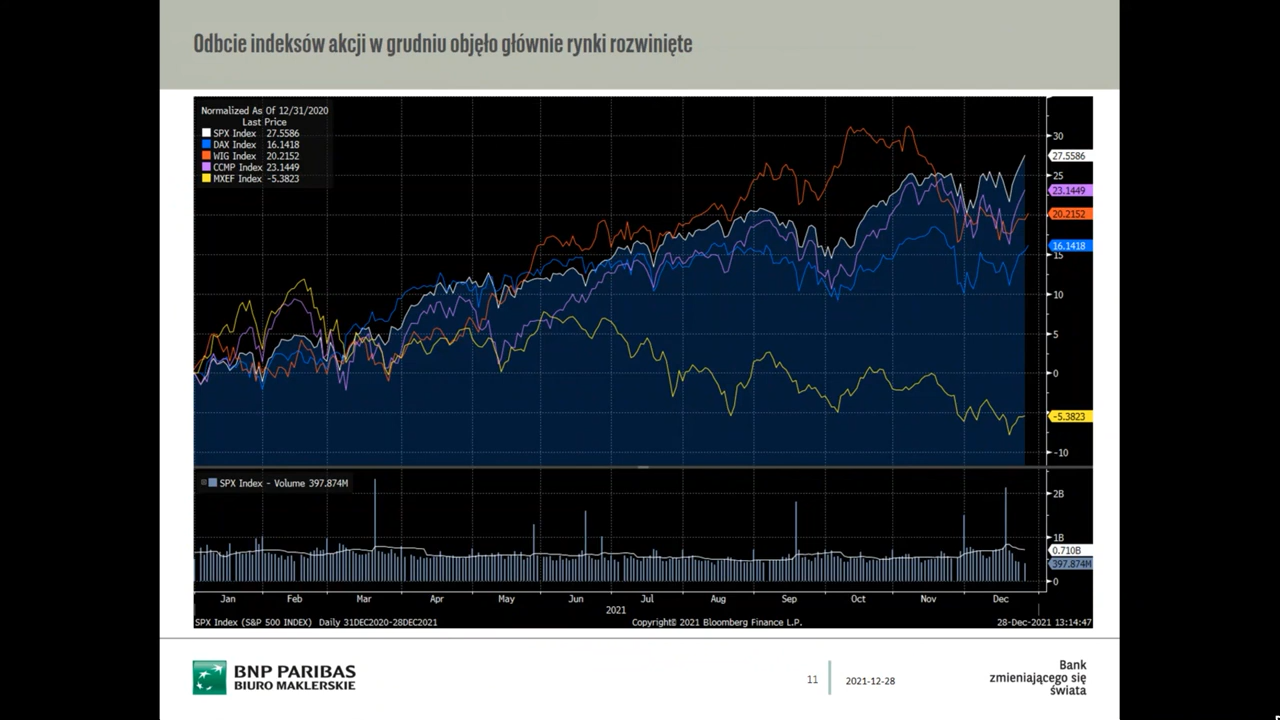 Odbcie indeksów akcji w grudniu objęło głównie rynki rozwinięte
Normalized As Of 12/31/2020
Last Price
SPX Index 27.5586
DAX Index 16.1418
WIG Index 20.2152
CCMP Index 23.1449
MXEF Index -5.3823
30
27.5586
25
23.1449
20.2152
16.1418
15
10
5
0
-5.3823
-10
SPX Index - Volume 397.874M
2B
1B
0.710B
397.874M
0
Jan Feb Mar Apr May Jun Jul Aug Sep Oct Nov Dec
2021
SPX Index (S&P 500 INDEX) Daily 31DEC2020-28DEC2021 Copyright© 2021 Bloomberg Finance L.P. 28-Dec-2021 13:14:47
BNP PARIBAS
BIURO MAKLERSKIE
11
2021-12-28
Bank
zmieniającego się
świata